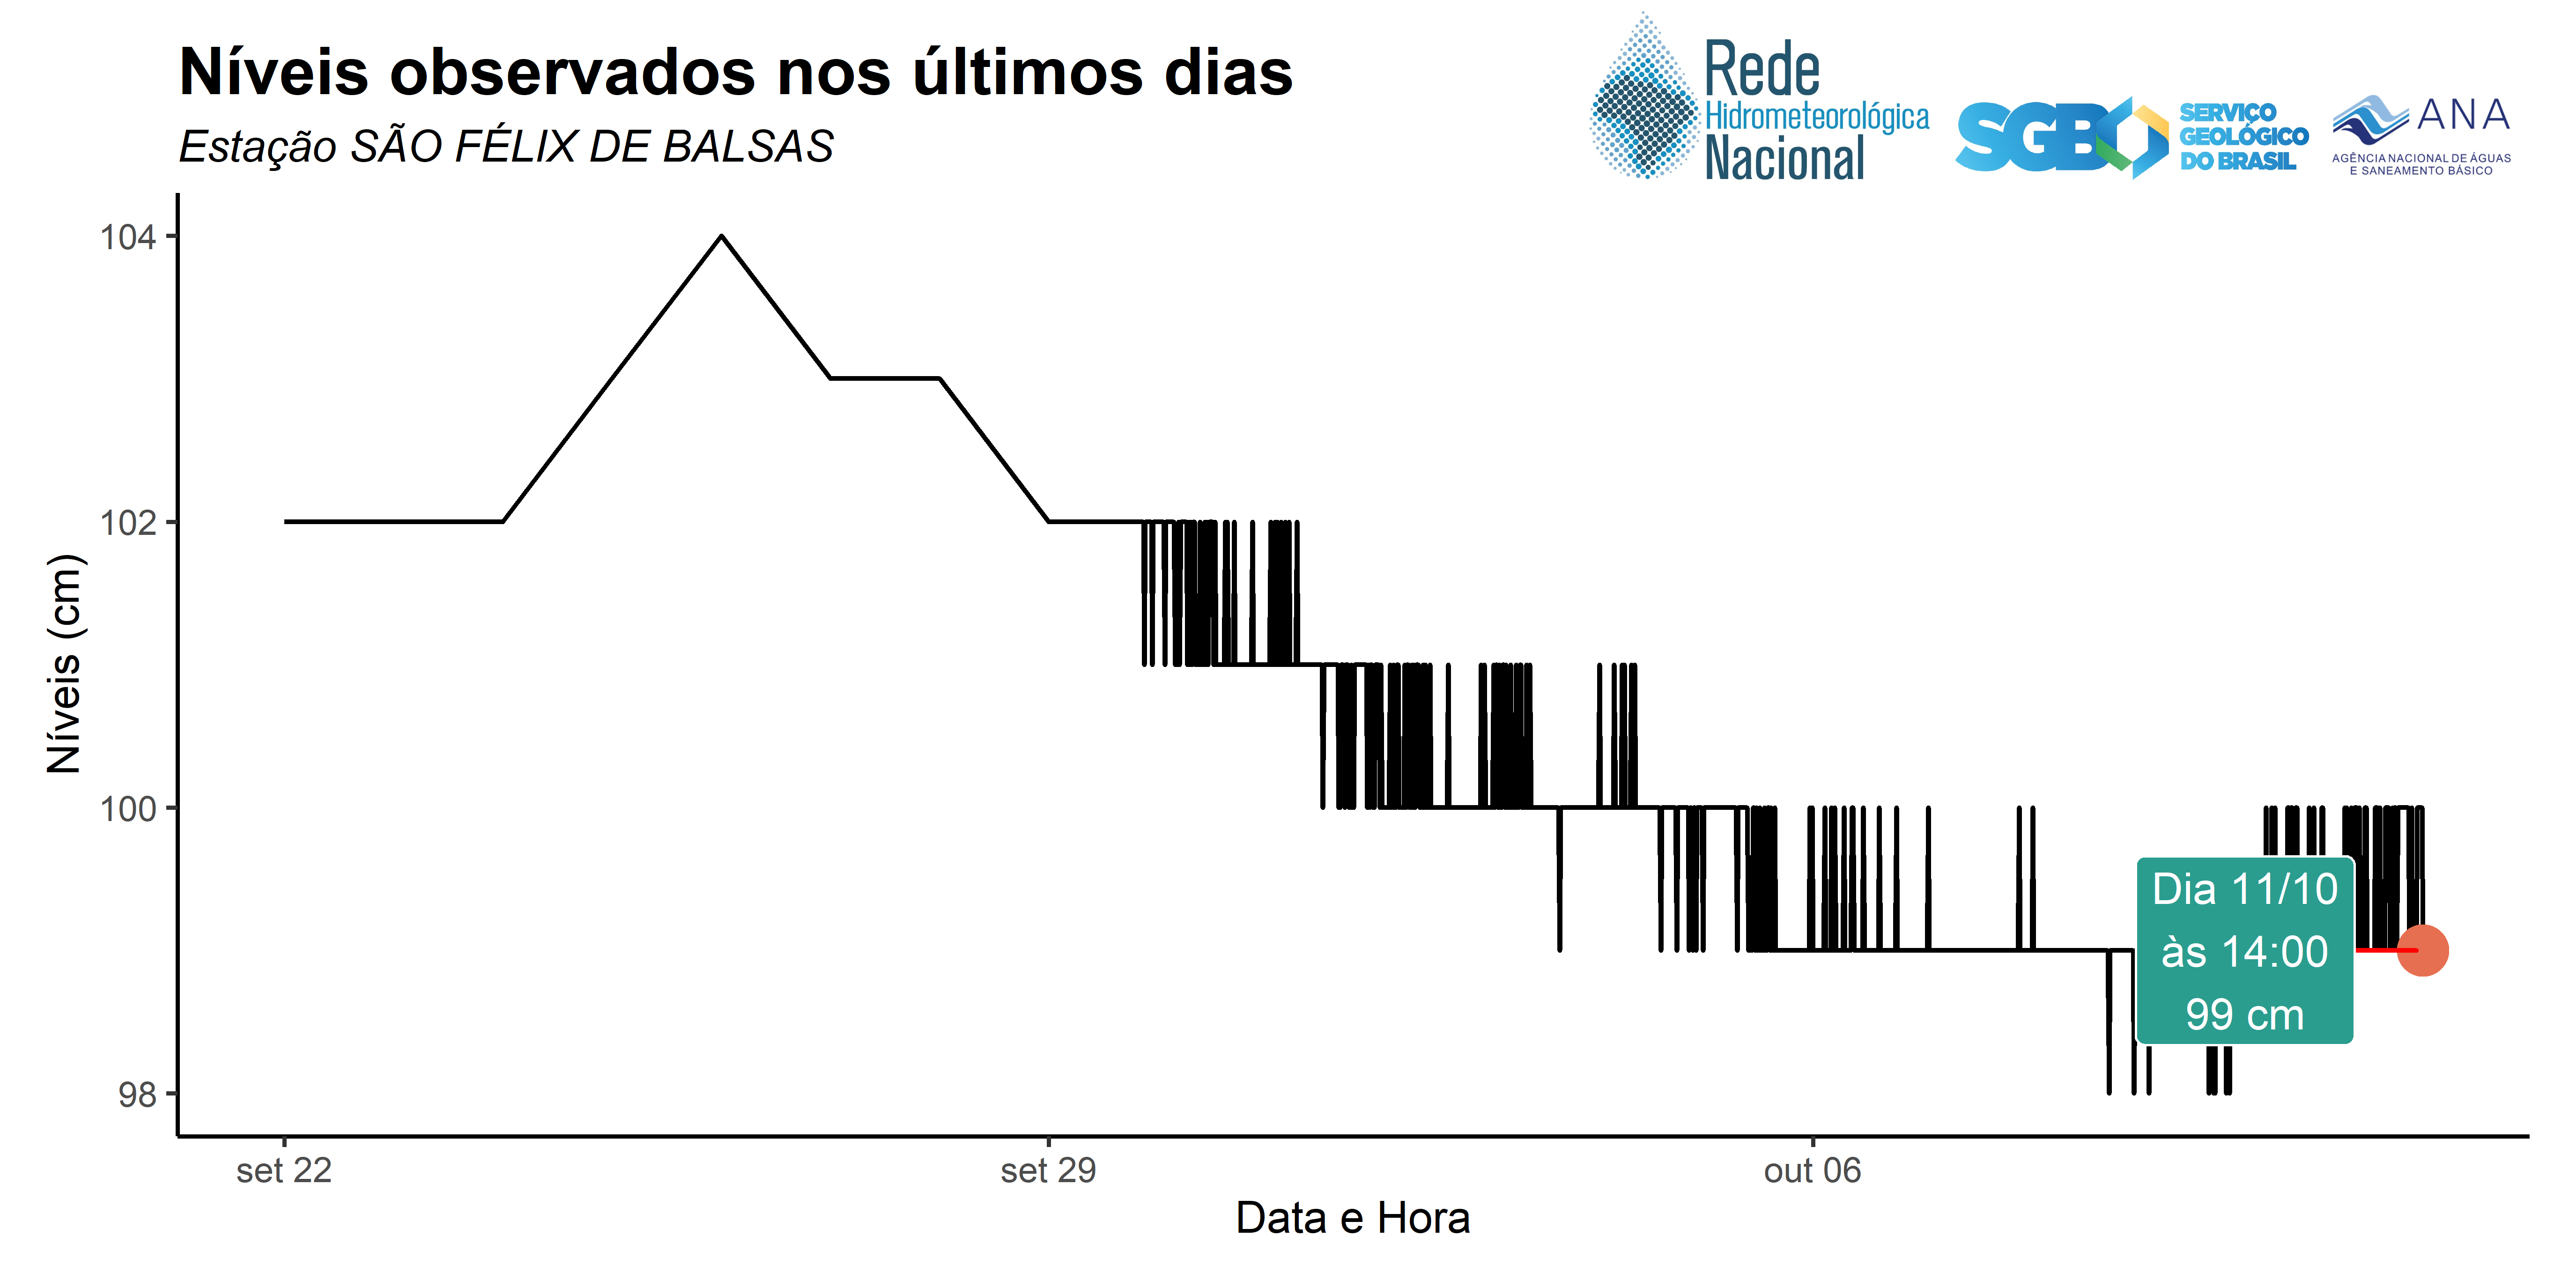 Níveis observados nos últimos dias
Estação SÃO FÉLIX DE BALSAS
Rede
Hidrometeorológica
Nacional
SGB
SERVIÇO
GEOLÓGICO
DO BRASIL
ANA
AGÊNCIA NACIONAL DE ÁGUAS
E SANEAMENTO BÁSICO
Níveis (cm)
104
102
100
98
Dia 11/10
às 14:00
99 cm
set 22
set 29
out 06
Data e Hora